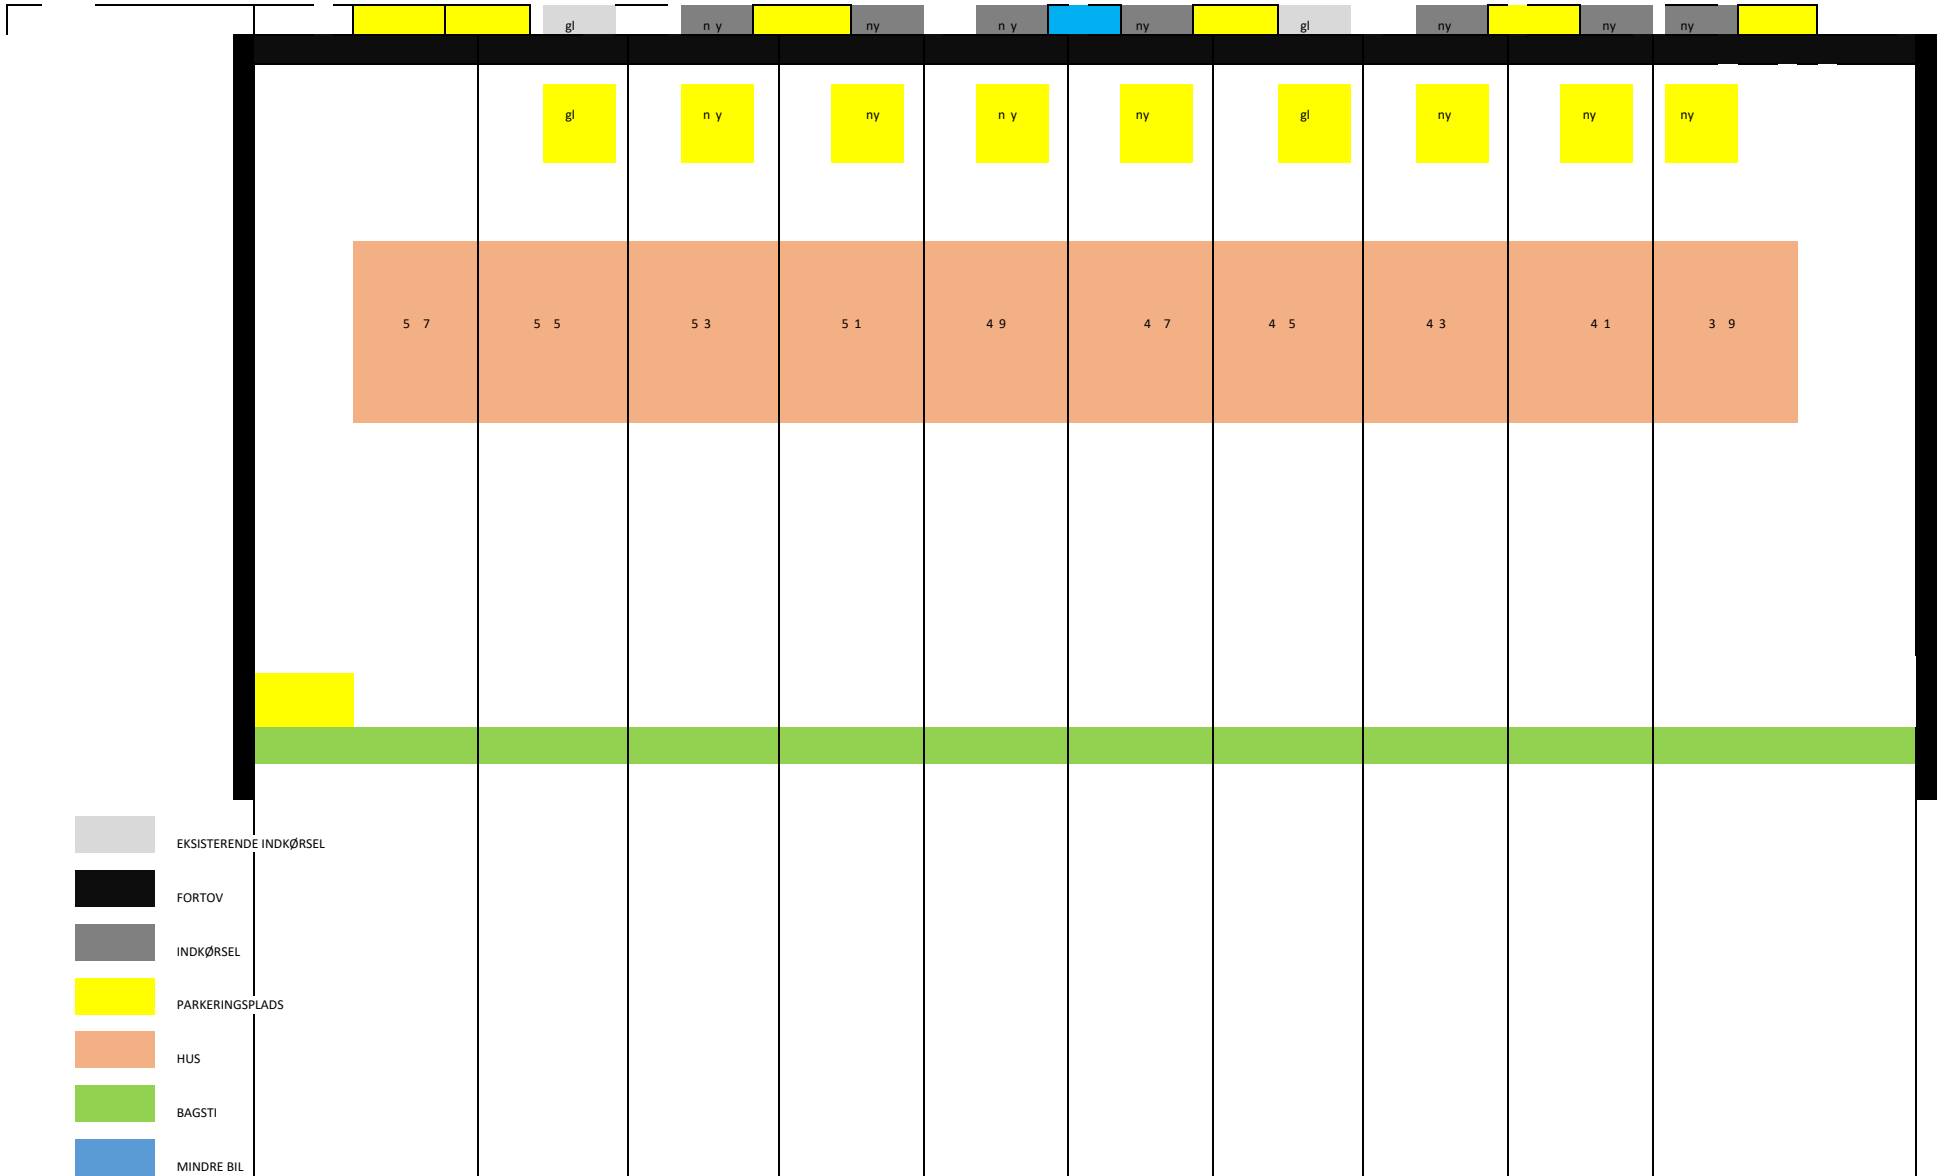 gl n y ny n y ny gl ny ny ny
gl n y ny n y ny gl ny ny ny
5 7 5 5 5 3 5 1 4 9 4 7 4 5 4 3 4 1 3 9
EKSISTERENDE INDKØRSEL
FORTOV
INDKØRSEL
PARKERINGSPLADS
HUS
BAGSTI
MINDRE BIL